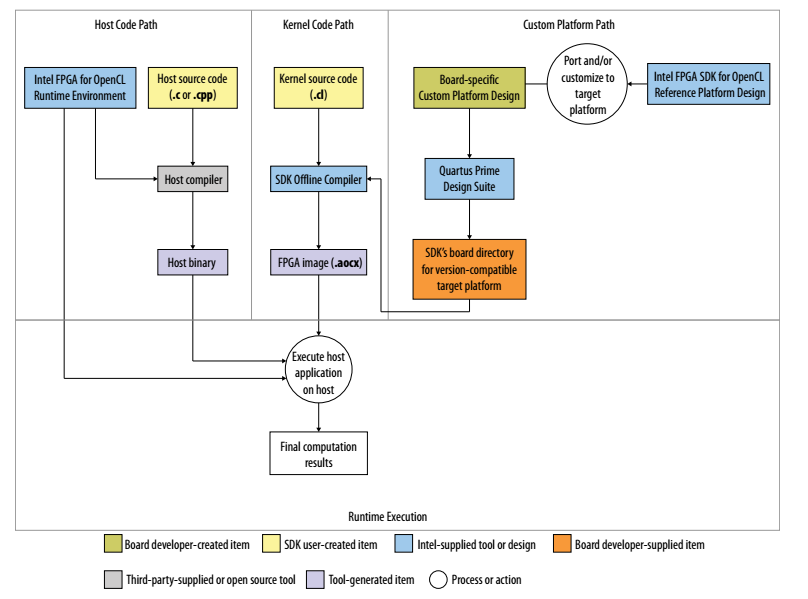 Host Code Path
Kernel Code Path
Custom Platform Path
Intel FPGA for OpenCL
Runtime Environment
Host source code
(.c or .cpp)
Kernel source code
(.cl)
Board-specific
Custom Platform Design
Port and/or
customize to
target
platform
Intel FPGA SDK for OpenCL
Reference Platform Design
Host compiler
SDK Offline Compiler
Quartus Prime
Design Suite
Host binary
FPGA image (.aocx)
SDK's board directory
for version-compatible
target platform
Execute host
application
on host
Final computation
results
Runtime Execution
Board developer-created item
SDK user-created item
Intel-supplied tool or design
Board developer-supplied item
Third-party-supplied or open source tool
Tool-generated item
Process or action